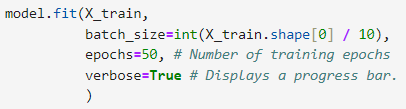 model.fit(X_train,
          batch_size=int(X_train.shape[0] / 10),
          epochs=50, # Number of training epochs
          verbose=True # Displays a progress bar.
          )